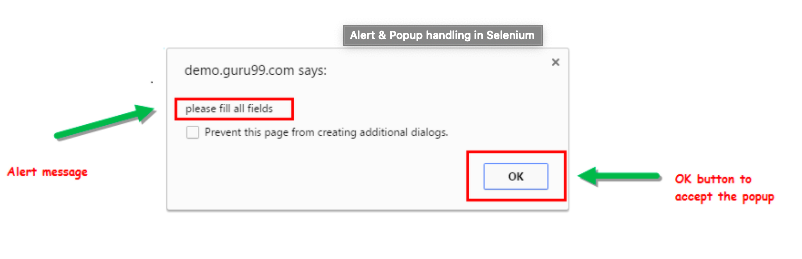 Alert & Popup handling in Selenium
demo.guru99.com says:
please fill all fields
Prevent this page from creating additional dialogs.
Alert message
OK
OK button to
accept the popup